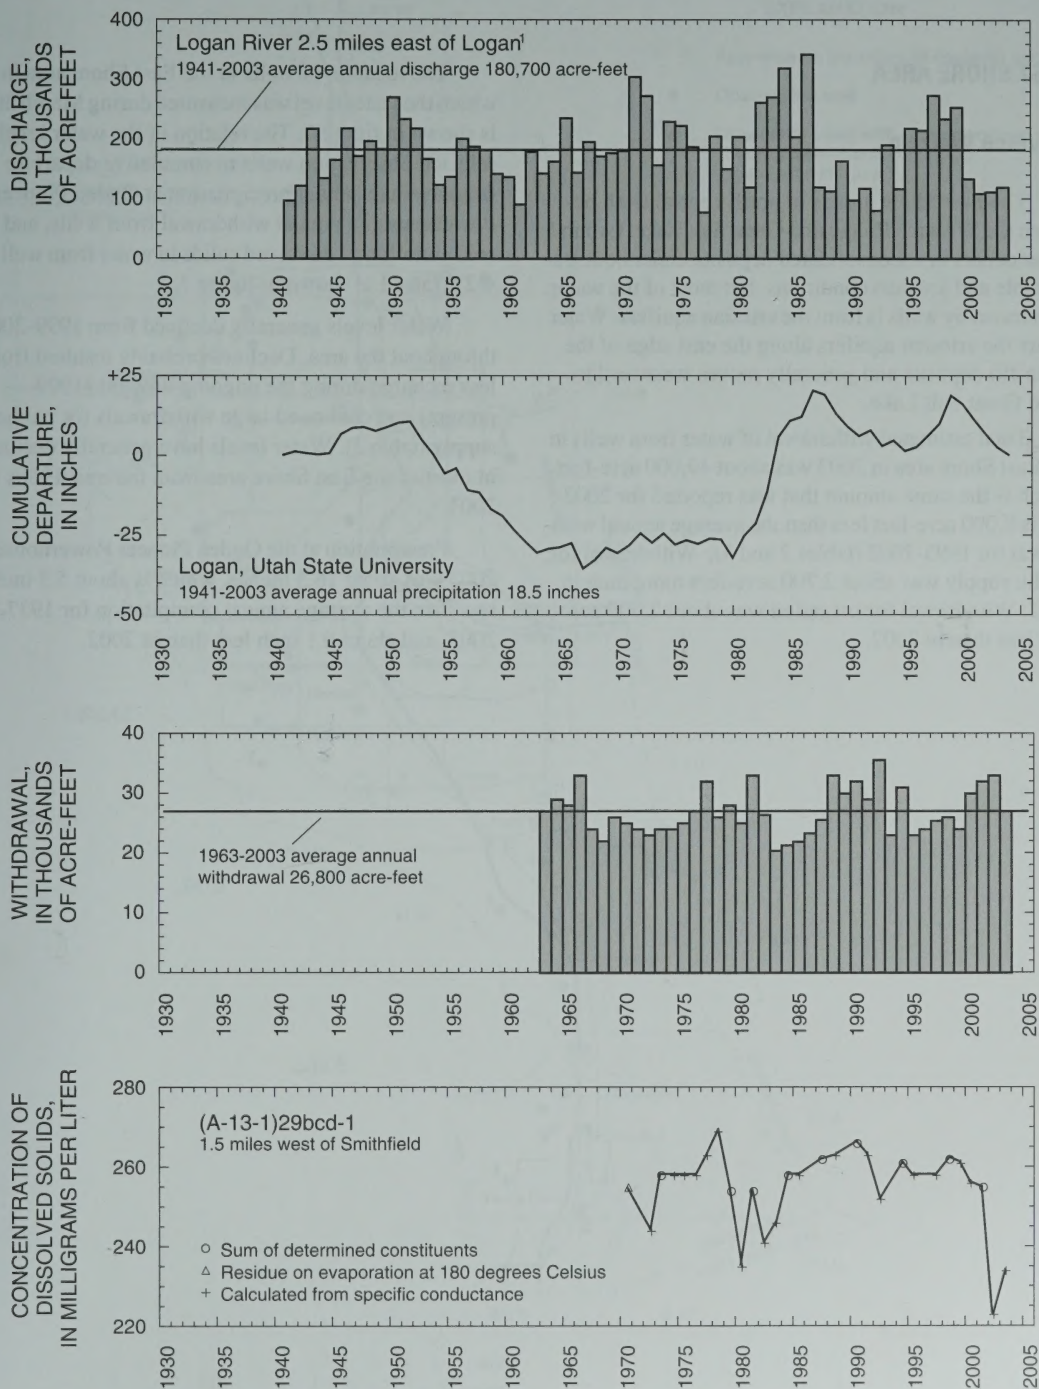 DISCHARGE,
IN THOUSANDS
OF ACRE-FEET
400
300
200
100
0
Logan River 2.5 miles east of Logan¹
1941-2003 average annual discharge 180,700 acre-feet
1930 1935 1940 1945 1950 1955 1960 1965 1970 1975 1980 1985 1990 1995 2000 2005
CUMULATIVE
DEPARTURE,
IN INCHES
+25
0
-25
-50
Logan, Utah State University
1941-2003 average annual precipitation 18.5 inches
1930 1935 1940 1945 1950 1955 1960 1965 1970 1975 1980 1985 1990 1995 2000 2005
WITHDRAWAL,
IN THOUSANDS
OF ACRE-FEET
40
30
20
10
0
1963-2003 average annual
withdrawal 26,800 acre-feet
1930 1935 1940 1945 1950 1955 1960 1965 1970 1975 1980 1985 1990 1995 2000 2005
CONCENTRATION OF
DISSOLVED SOLIDS,
IN MILLIGRAMS PER LITER
280
260
240
220
(A-13-1)29bcd-1
1.5 miles west of Smithfield
○ Sum of determined constituents
△ Residue on evaporation at 180 degrees Celsius
+ Calculated from specific conductance
1930 1935 1940 1945 1950 1955 1960 1965 1970 1975 1980 1985 1990 1995 2000 2005